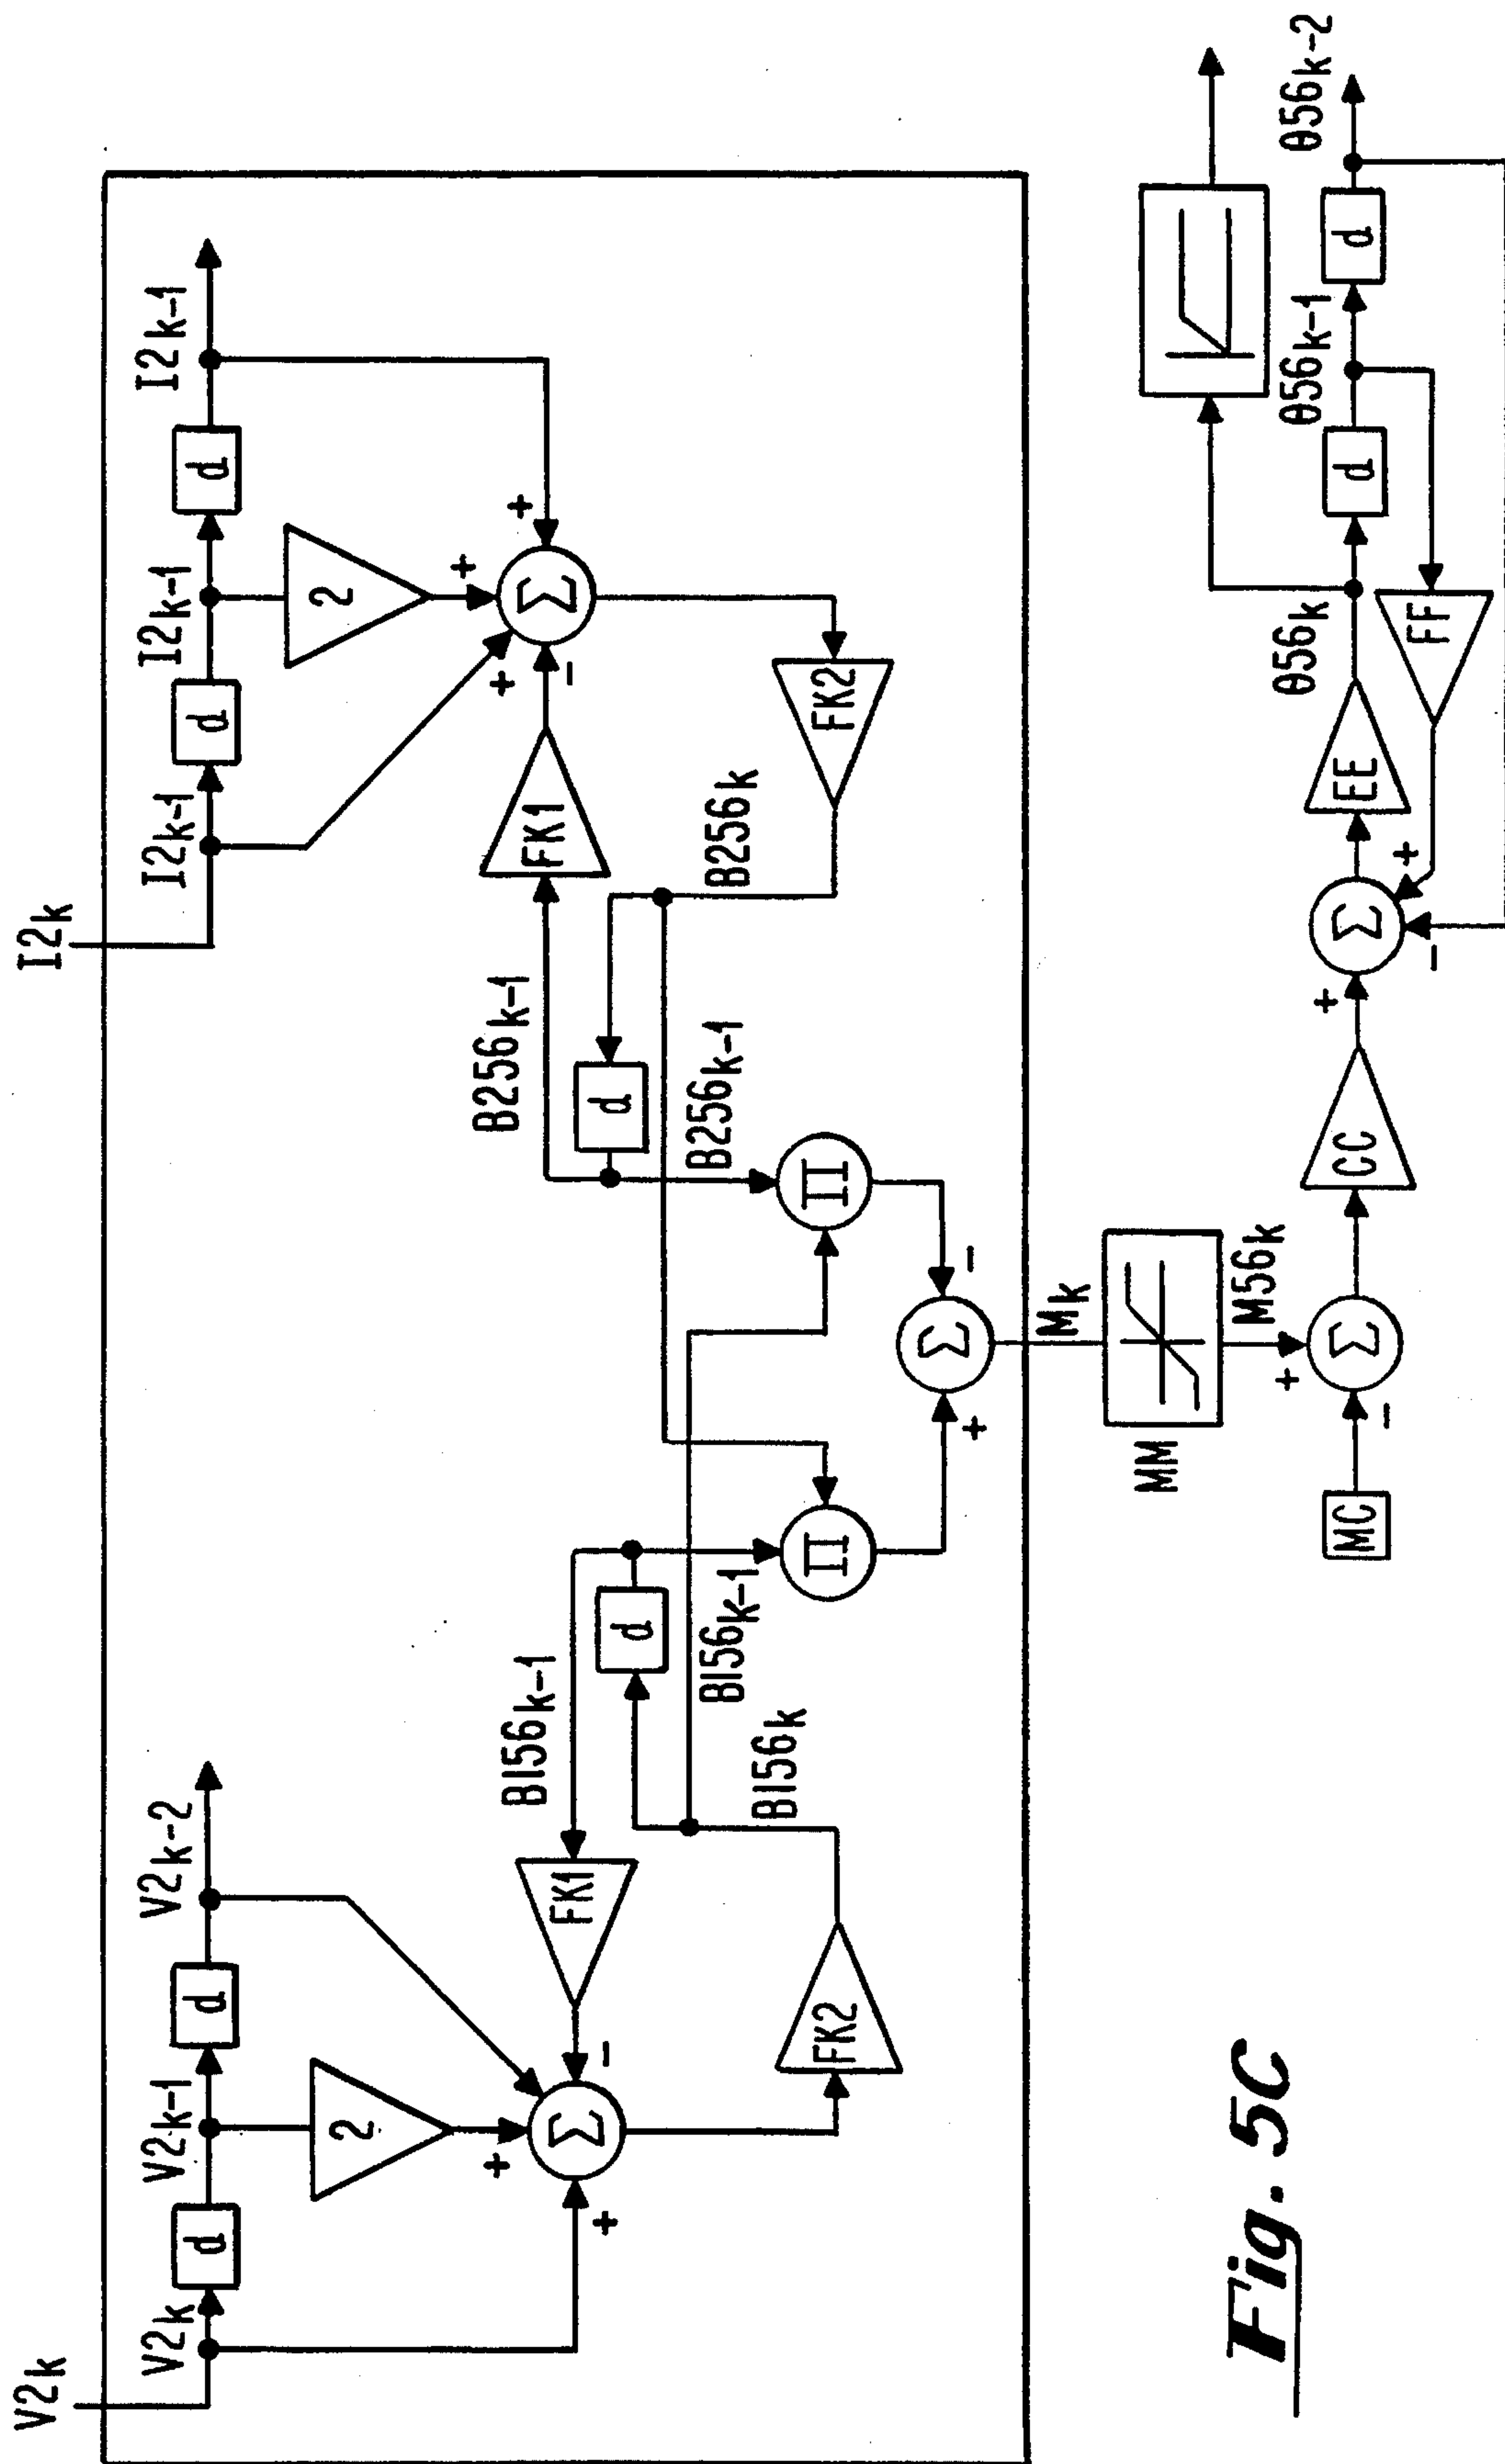 V2k
I2k
V2k
d
V2k-1
d
V2k-2
I2k-1
d
I2k-1
d
I2k-1
2
2
+
+
Σ
-
FK1
BI56k-1
B256k-1
FK1
+
+
+
-
Σ
d
d
BI56k-1
B256k-1
FK2
BI56k
B256k
FK2
Π
Π
+
-
Σ
Mk
MM
M56k
MC
-
+
Σ
CC
+
+
-
Σ
EE
θ56k
d
θ56k-1
d
θ56k-2
FF
Fig. 5C